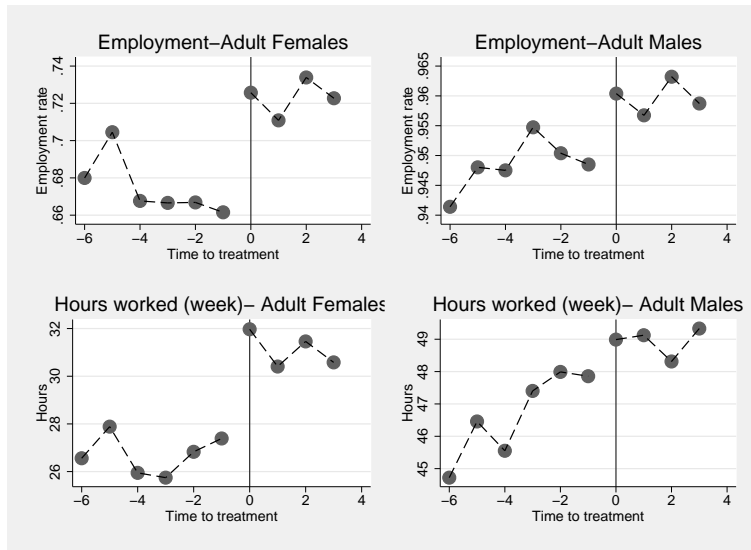 Employment−Adult Females
Employment rate
.74
.72
.7
.68
.66
−6 −4 −2 0 2 4
Time to treatment
Employment−Adult Males
Employment rate
.965
.96
.955
.95
.945
.94
−6 −4 −2 0 2 4
Time to treatment
Hours worked (week)− Adult Females
Hours
32
30
28
26
−6 −4 −2 0 2 4
Time to treatment
Hours worked (week)− Adult Males
Hours
49
48
47
46
45
−6 −4 −2 0 2 4
Time to treatment